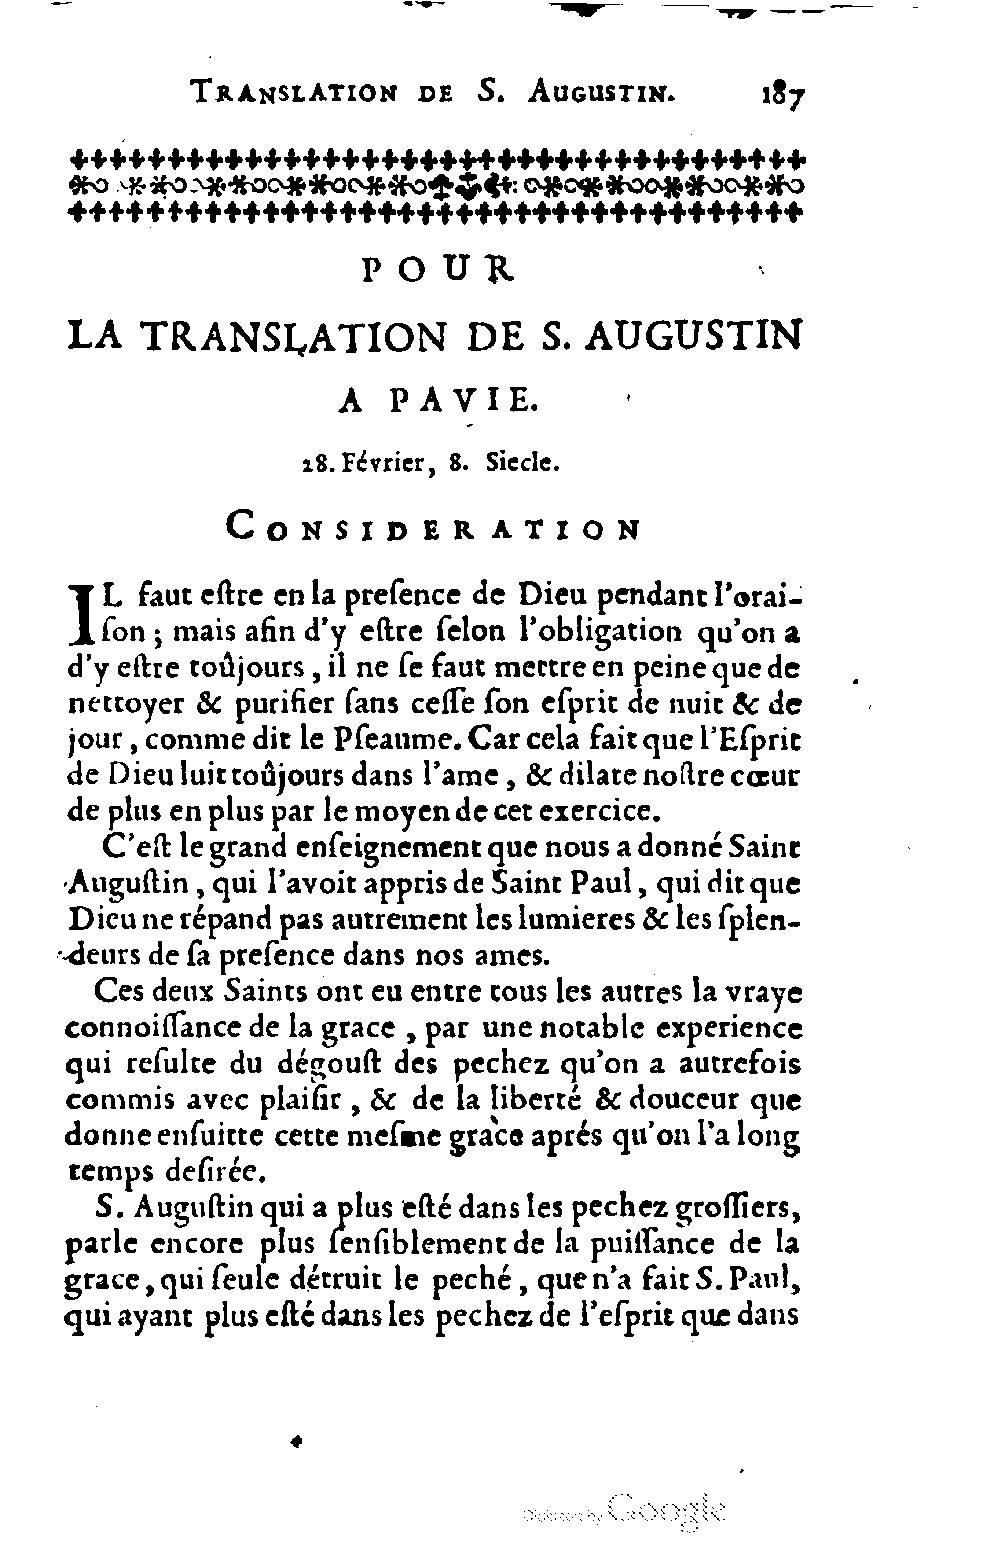 TRANSLATION DE S. AUGUSTIN. 187
POUR
LA TRANSLATION DE S. AUGUSTIN
A PAVIE.
28. Février, 8. Siecle.
CONSIDERATION
IL faut eſtre en la preſence de Dieu pendant l'orai-
ſon ; mais afin d'y eſtre ſelon l'obligation qu'on a
d'y eſtre toûjours, il ne ſe faut mettre en peine que de
nettoyer & purifier ſans ceſſe ſon eſprit de nuit & de
jour, comme dit le Pſeaume. Car cela fait que l'Eſprit
de Dieu luit toûjours dans l'ame, & dilate noſtre cœur
de plus en plus par le moyen de cet exercice.
C'eſt le grand enſeignement que nous a donné Saint
Auguſtin, qui l'avoit appris de Saint Paul, qui dit que
Dieu ne répand pas autrement les lumieres & les ſplen-
deurs de ſa preſence dans nos ames.
Ces deux Saints ont eu entre tous les autres la vraye
connoiſſance de la grace, par une notable experience
qui reſulte du dégouſt des pechez qu'on a autrefois
commis avec plaiſir, & de la liberté & douceur que
donne enſuitte cette meſme grace aprés qu'on l'a long
temps deſirée.
S. Auguſtin qui a plus eſté dans les pechez groſſiers,
parle encore plus ſenſiblement de la puiſſance de la
grace, qui ſeule détruit le peché, que n'a fait S. Paul,
qui ayant plus eſté dans les pechez de l'eſprit que dans
Digitized by Google